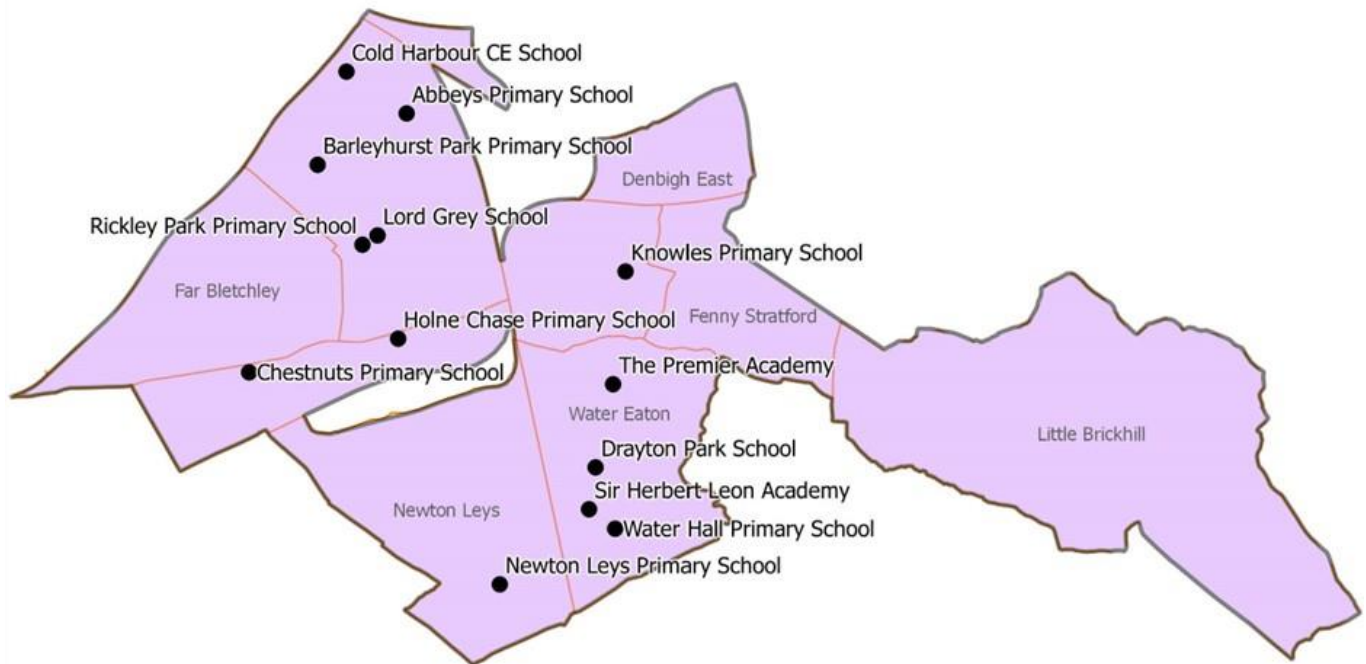 Cold Harbour CE School
Abbeys Primary School
Barleyhurst Park Primary School
Denbigh East
Rickley Park Primary School
Lord Grey School
Knowles Primary School
Far Bletchley
Fenny Stratford
Holne Chase Primary School
Chestnuts Primary School
The Premier Academy
Water Eaton
Little Brickhill
Drayton Park School
Sir Herbert Leon Academy
Newton Leys
Water Hall Primary School
Newton Leys Primary School